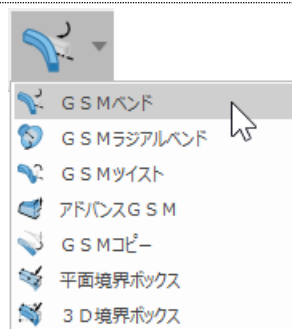 ＧＳＭベンド
ＧＳＭラジアルベンド
ＧＳＭツイスト
アドバンスＧＳＭ
ＧＳＭコピー
平面境界ボックス
３Ｄ境界ボックス